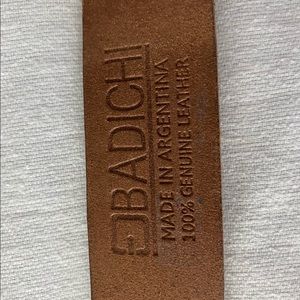 BADICHI
MADE IN ARGENTINA
100% GENUINE LEATHER